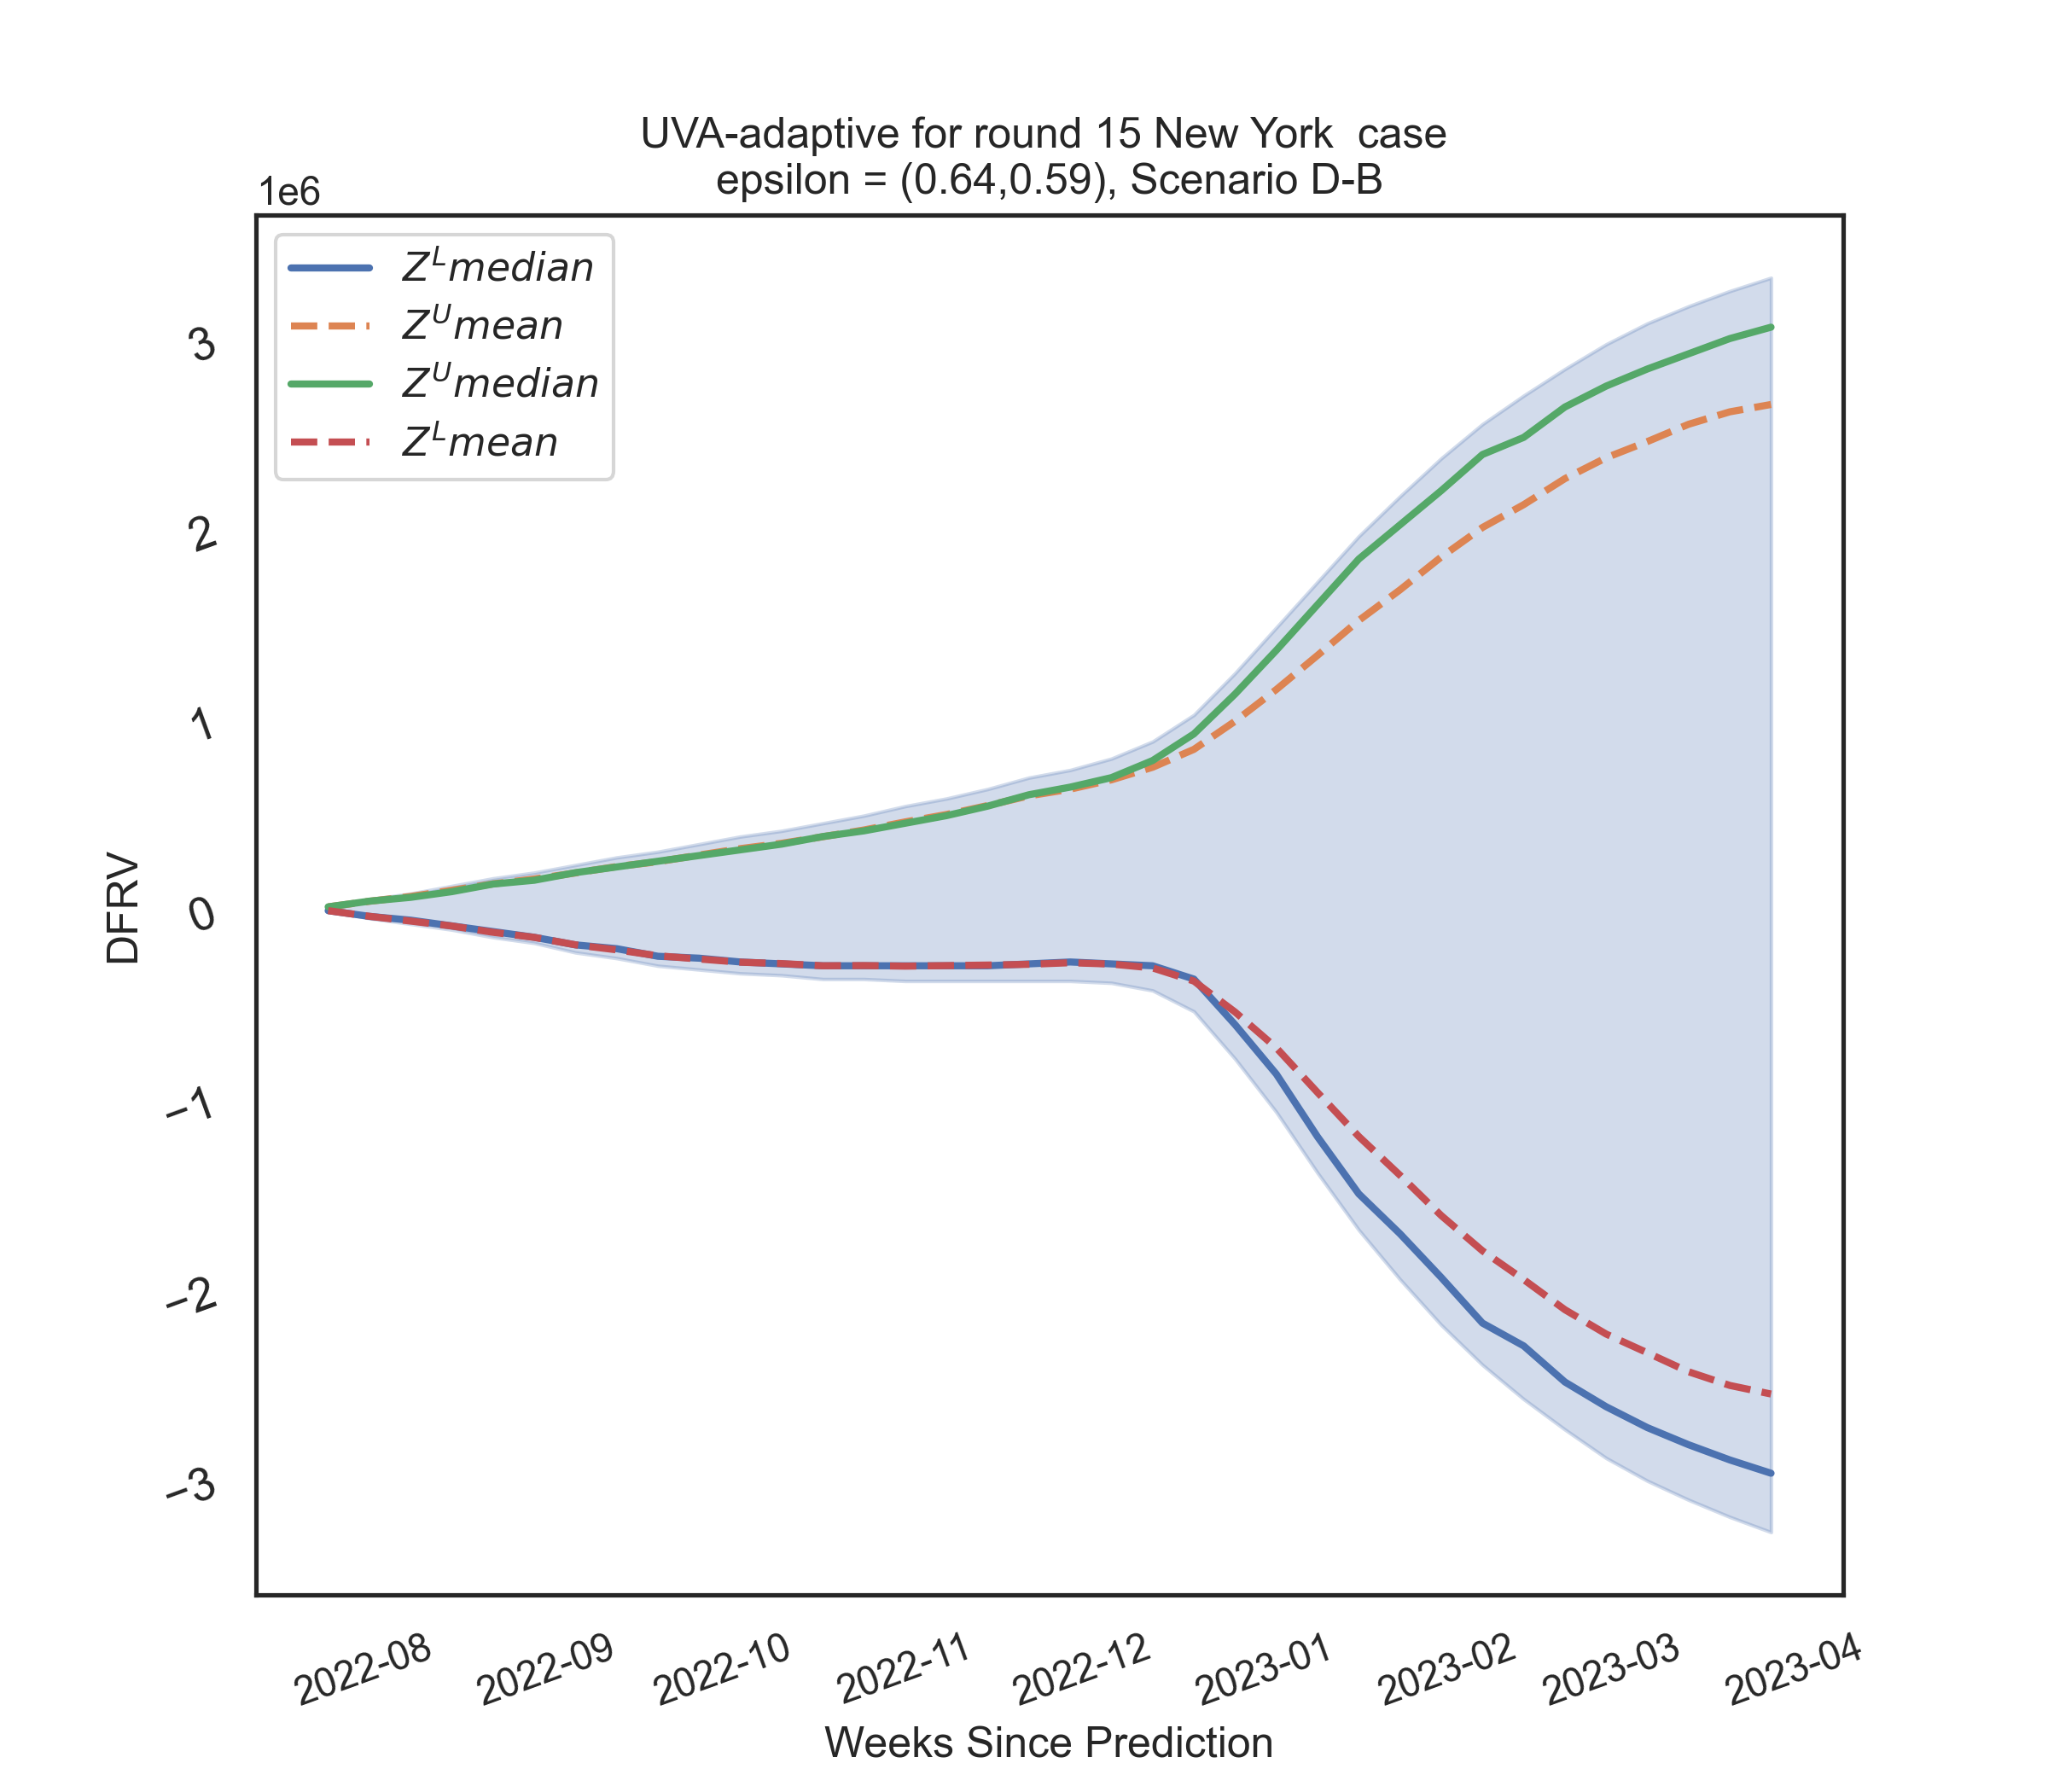 UVA-adaptive for round 15 New York  case
epsilon = (0.64,0.59), Scenario D-B
1e6
Z^L median
Z^U mean
Z^U median
Z^L mean
3
2
1
0
−1
−2
−3
DFRV
2022-08
2022-09
2022-10
2022-11
2022-12
2023-01
2023-02
2023-03
2023-04
Weeks Since Prediction